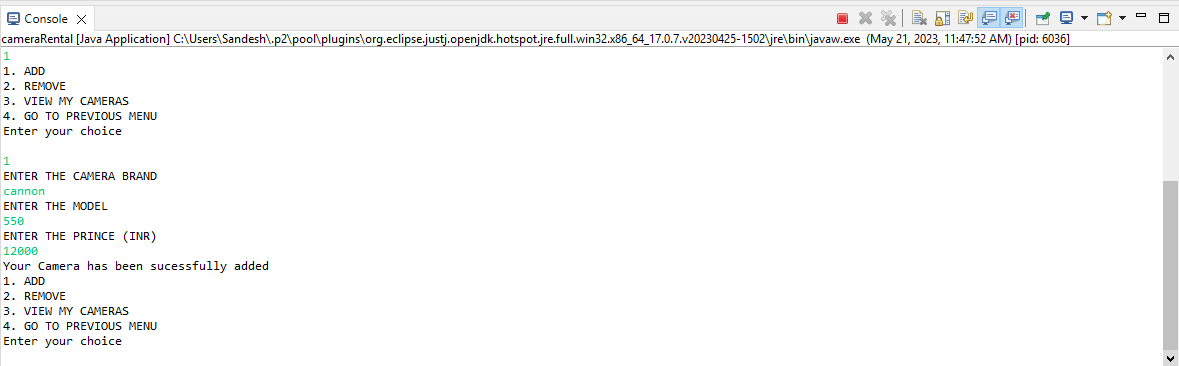 Console
cameraRental [Java Application] C:\Users\Sandesh\.p2\pool\plugins\org.eclipse.justj.openjdk.hotspot.jre.full.win32.x86_64_17.0.7.v20230425-1502\jre\bin\javaw.exe (May 21, 2023, 11:47:52 AM) [pid: 6036]
1
1. ADD
2. REMOVE
3. VIEW MY CAMERAS
4. GO TO PREVIOUS MENU
Enter your choice
1
ENTER THE CAMERA BRAND
cannon
ENTER THE MODEL
550
ENTER THE PRINCE (INR)
12000
Your Camera has been sucessfully added
1. ADD
2. REMOVE
3. VIEW MY CAMERAS
4. GO TO PREVIOUS MENU
Enter your choice